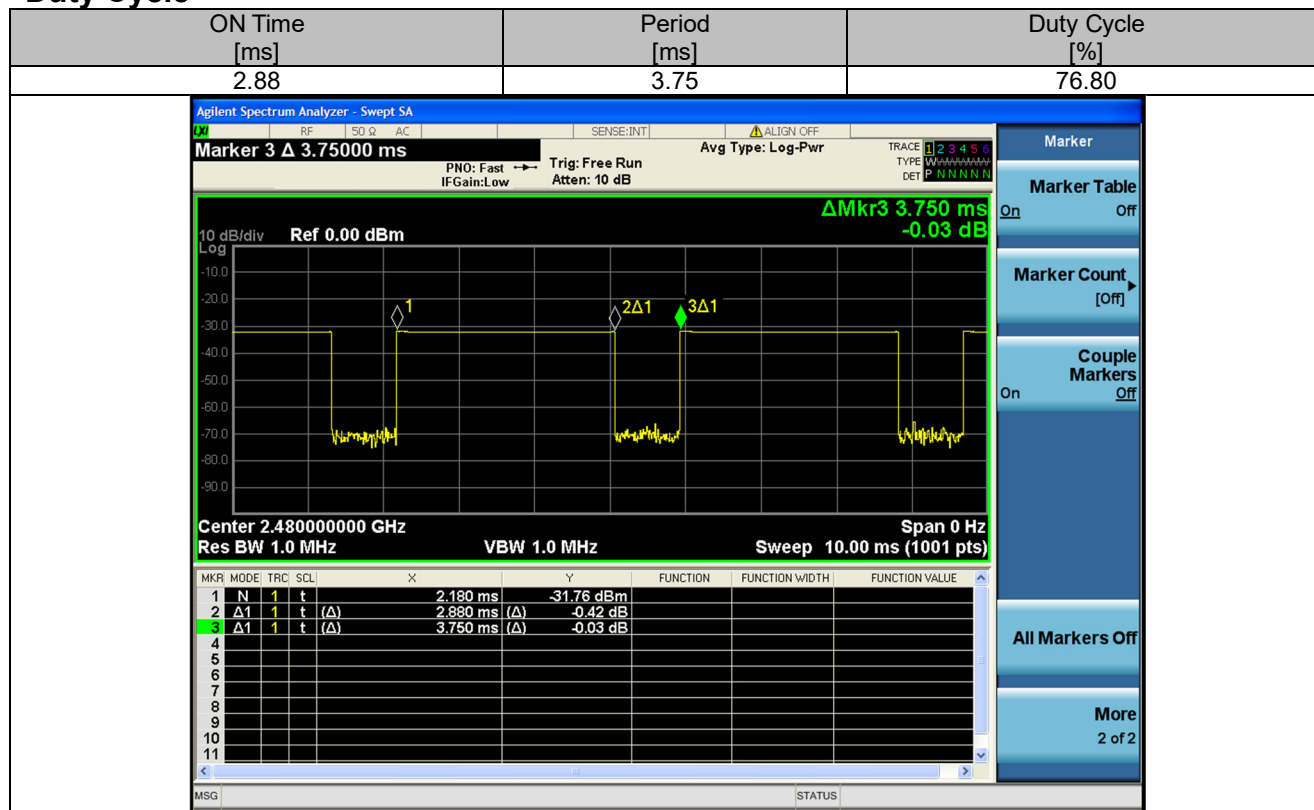 Duty Cycle
ON Time [ms] Period [ms] Duty Cycle [%]
2.88 3.75 76.80
Agilent Spectrum Analyzer - Swept SA
LXI RF 50 Ω AC SENSE:INT ALIGN OFF
Marker 3 Δ 3.75000 ms
PNO: Fast
IFGain:Low
Trig: Free Run
Atten: 10 dB
Avg Type: Log-Pwr
TRACE 1 2 3 4 5 6
TYPE
DET P N N N N N
ΔMkr3 3.750 ms
-0.03 dB
10 dB/div Ref 0.00 dBm
Log
-10.0
-20.0
-30.0
-40.0
-50.0
-60.0
-70.0
-80.0
-90.0
1
2Δ1
3Δ1
Center 2.480000000 GHz Span 0 Hz
Res BW 1.0 MHz VBW 1.0 MHz Sweep 10.00 ms (1001 pts)
MKR MODE TRC SCL X Y FUNCTION FUNCTION WIDTH FUNCTION VALUE
1 N 1 t 2.180 ms -31.76 dBm
2 Δ1 1 t (Δ) 2.880 ms (Δ) -0.42 dB
3 Δ1 1 t (Δ) 3.750 ms (Δ) -0.03 dB
4
5
6
7
8
9
10
11
MSG STATUS
Marker
Marker Table
On Off
Marker Count
[Off]
Couple
Markers
On Off
All Markers Off
More
2 of 2